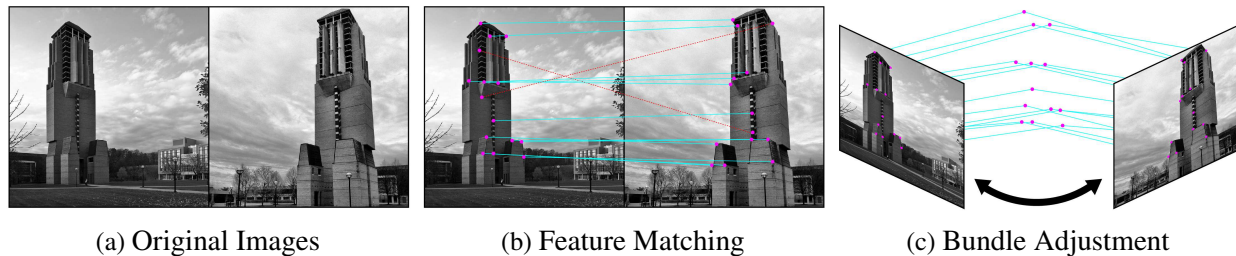 (a) Original Images
(b) Feature Matching
(c) Bundle Adjustment